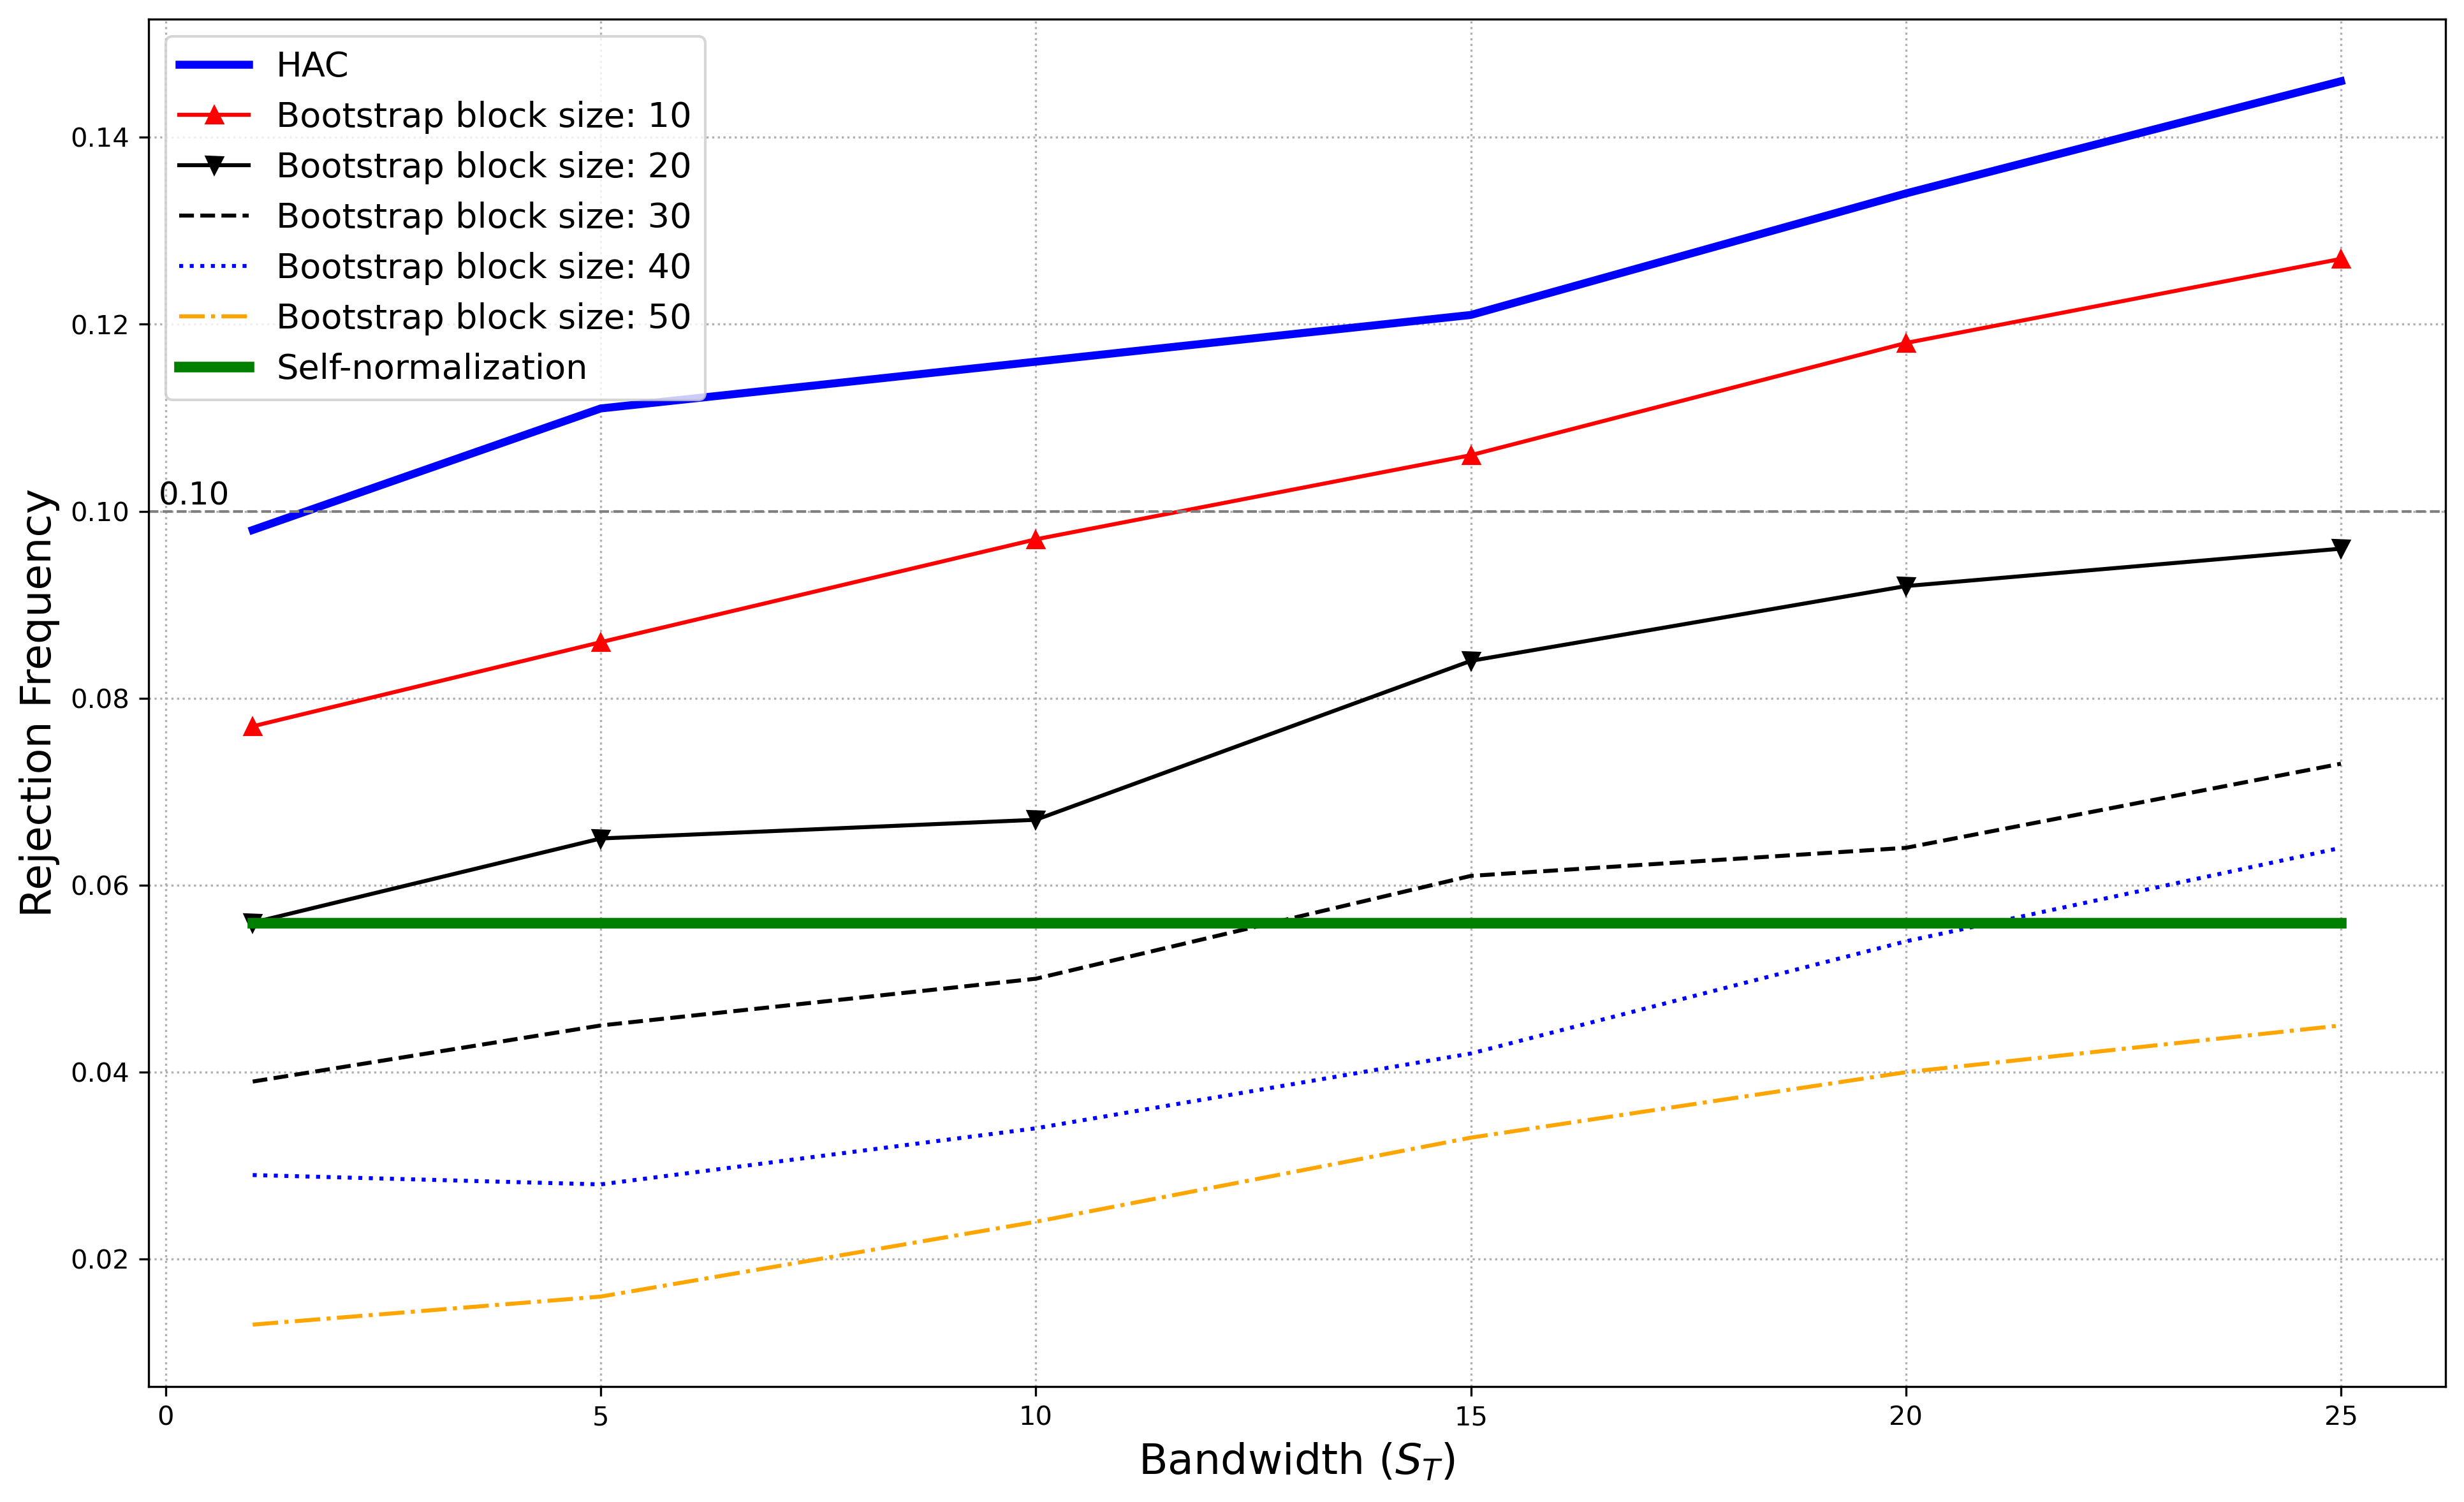 HAC
Bootstrap block size: 10
Bootstrap block size: 20
Bootstrap block size: 30
Bootstrap block size: 40
Bootstrap block size: 50
Self-normalization
0.14
0.12
0.10
0.10
0.08
0.06
0.04
0.02
Rejection Frequency
0 5 10 15 20 25
Bandwidth (S_T)